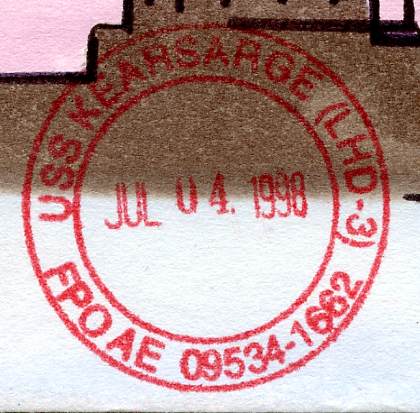 USS KEARSARGE (LHD-3)
JUL 04. 1998
FPO AE 09534-1662